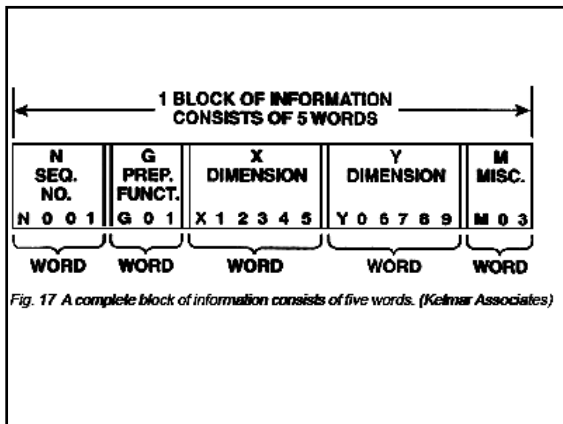 1 BLOCK OF INFORMATION
CONSISTS OF 5 WORDS
N G X Y M
SEQ. PREP. DIMENSION DIMENSION MISC.
NO. FUNCT.
N 0 0 1 G 0 1 X 1 2 3 4 5 Y 0 6 7 8 9 M 0 3
WORD WORD WORD WORD WORD
Fig. 17 A complete block of information consists of five words. (Kelmar Associates)